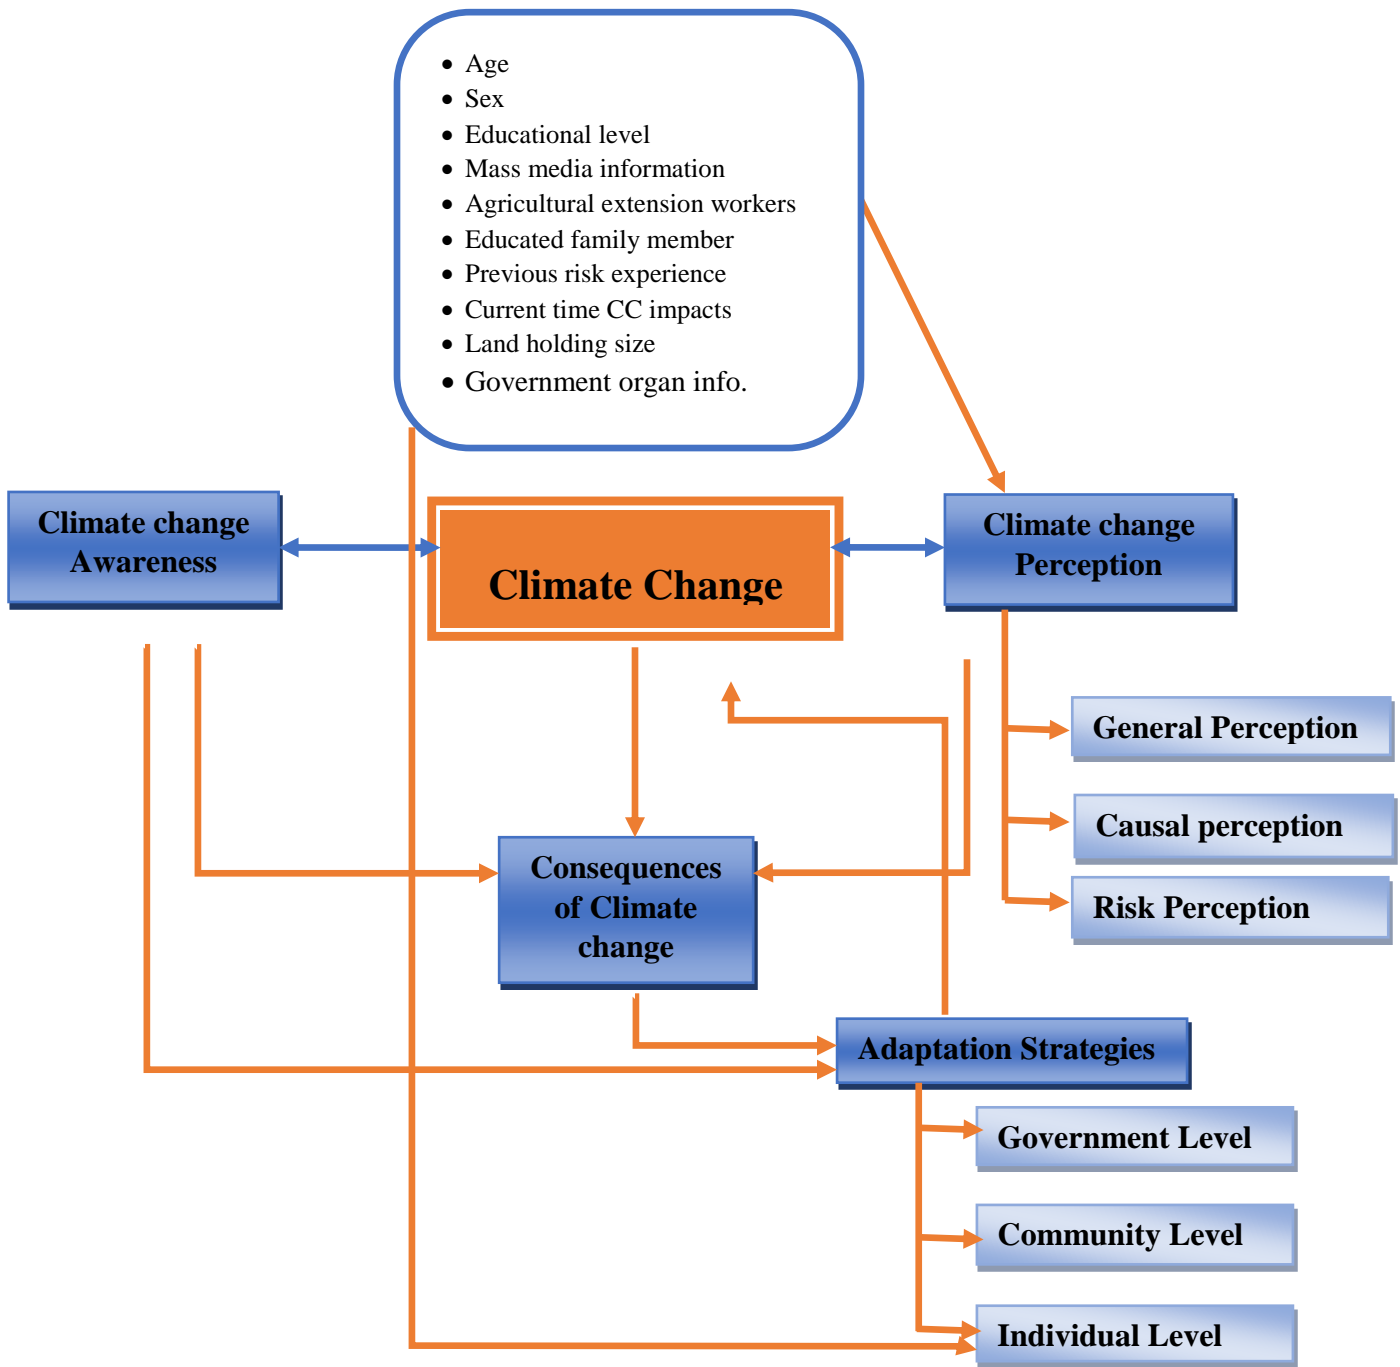 • Age
• Sex
• Educational level
• Mass media information
• Agricultural extension workers
• Educated family member
• Previous risk experience
• Current time CC impacts
• Land holding size
• Government organ info.
Climate change
Awareness
Climate Change
Climate change
Perception
General Perception
Causal perception
Risk Perception
Consequences
of Climate
change
Adaptation Strategies
Government Level
Community Level
Individual Level